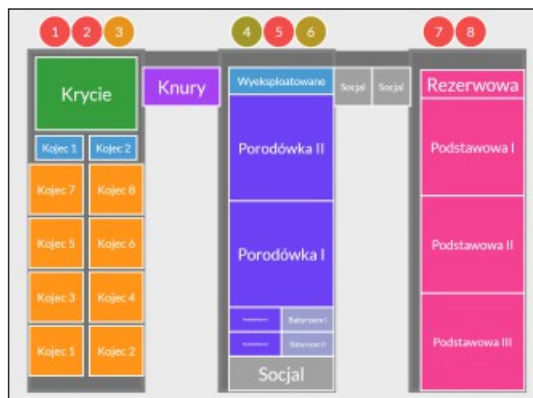 1 2 3
4 5 6
7 8
Krycie
Knury
Wyeksploatowane
Socjal
Socjal
Rezerwowa
Kojec 1
Kojec 2
Porodówka II
Podstawowa I
Kojec 7
Kojec 8
Kojec 5
Kojec 6
Porodówka I
Podstawowa II
Kojec 3
Kojec 4
Babyroom I
Babyroom II
Kojec 1
Kojec 2
Socjal
Podstawowa III